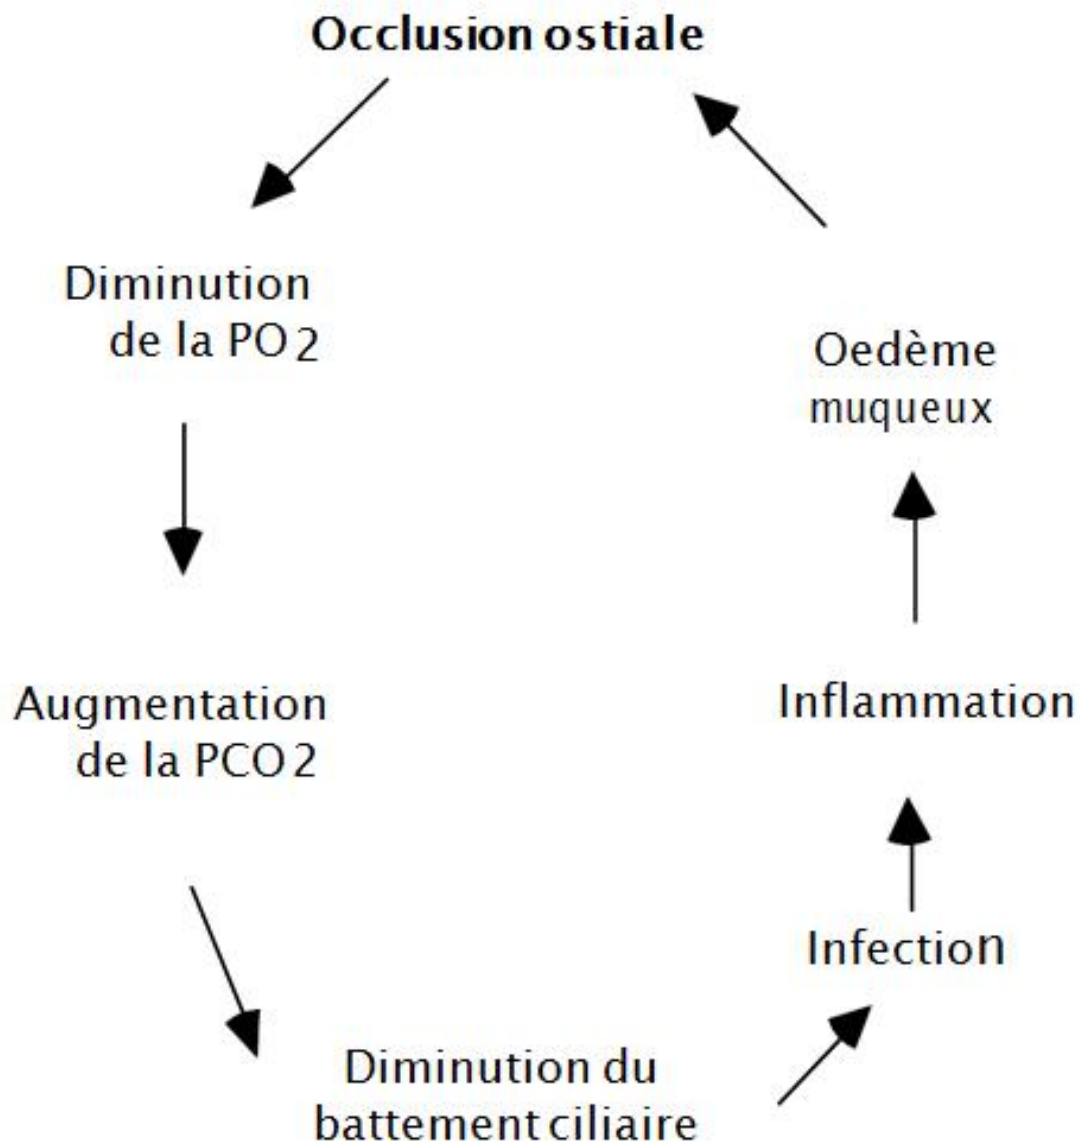 Occlusion ostiale
Diminution
de la PO2
Augmentation
de la PCO2
Diminution du
battement ciliaire
Infection
Inflammation
Oedème
muqueux